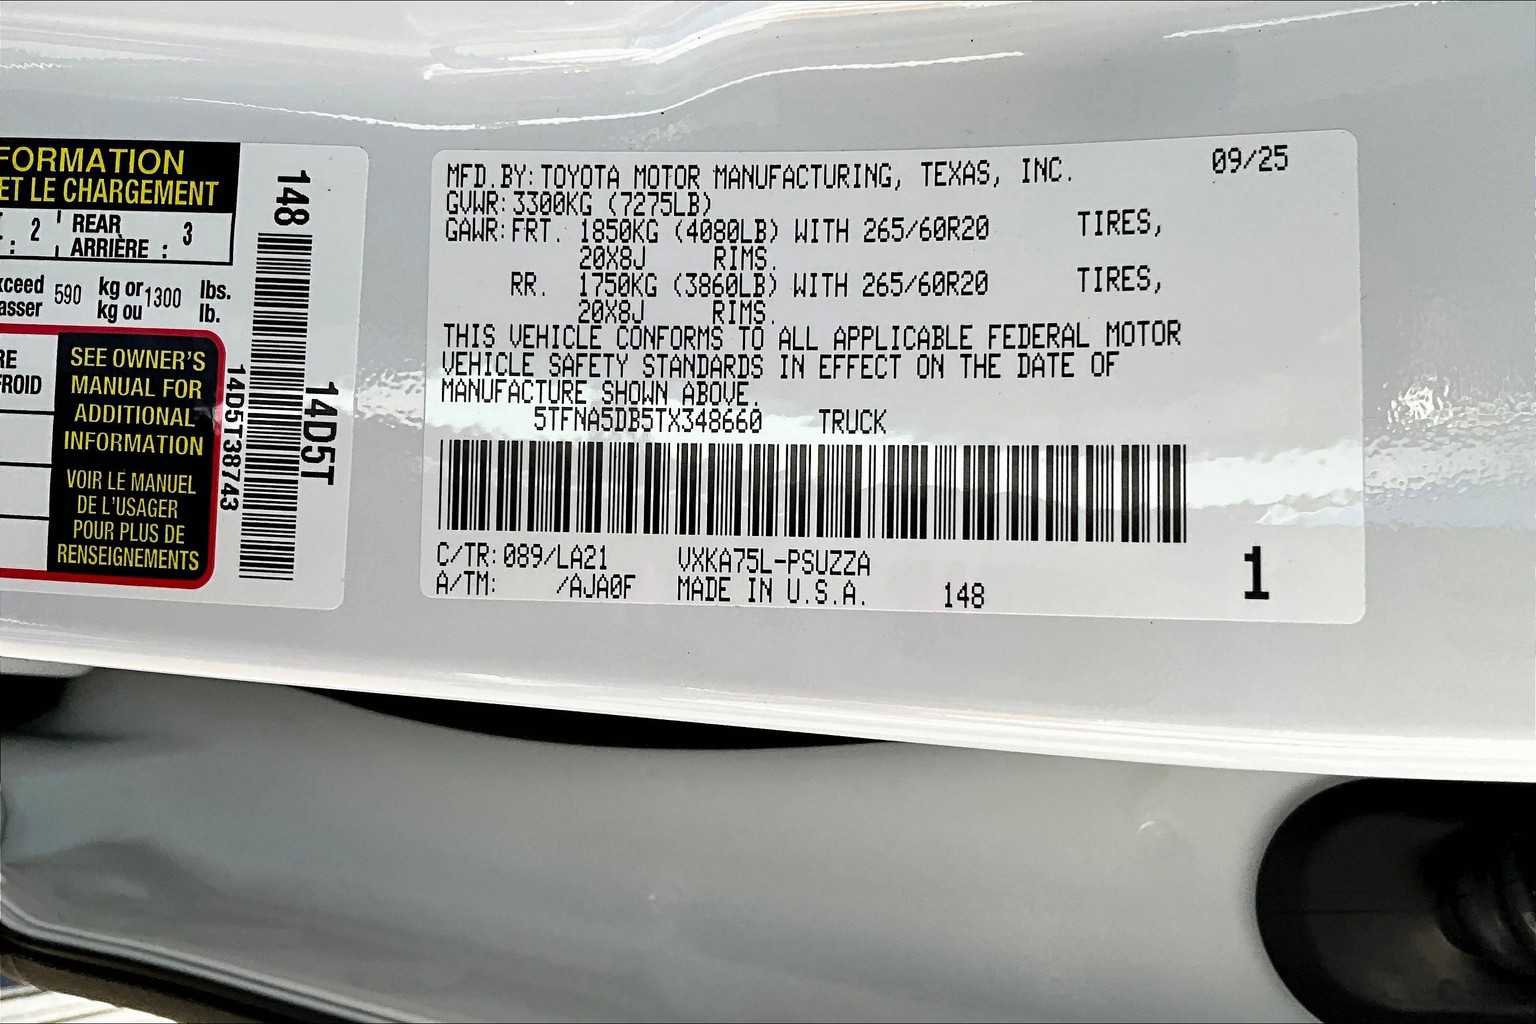 FORMATION
ET LE CHARGEMENT
2 REAR 3
: ARRIÈRE :
xceed 590 kg or 1300 lbs.
asser kg ou lb.
RE
FROID
SEE OWNER'S
MANUAL FOR
ADDITIONAL
INFORMATION
VOIR LE MANUEL
DE L'USAGER
POUR PLUS DE
RENSEIGNEMENTS
148
14D5T38743
14D5T
MFD.BY:TOYOTA MOTOR MANUFACTURING, TEXAS, INC. 09/25
GVWR:3300KG (7275LB)
GAWR:FRT. 1850KG (4080LB) WITH 265/60R20 TIRES,
20X8J RIMS.
RR. 1750KG (3860LB) WITH 265/60R20 TIRES,
20X8J RIMS.
THIS VEHICLE CONFORMS TO ALL APPLICABLE FEDERAL MOTOR
VEHICLE SAFETY STANDARDS IN EFFECT ON THE DATE OF
MANUFACTURE SHOWN ABOVE.
5TFNA5DB5TX348660 TRUCK
C/TR:089/LA21 VXKA75L-PSUZZA
A/TM: /AJA0F MADE IN U.S.A. 148 1